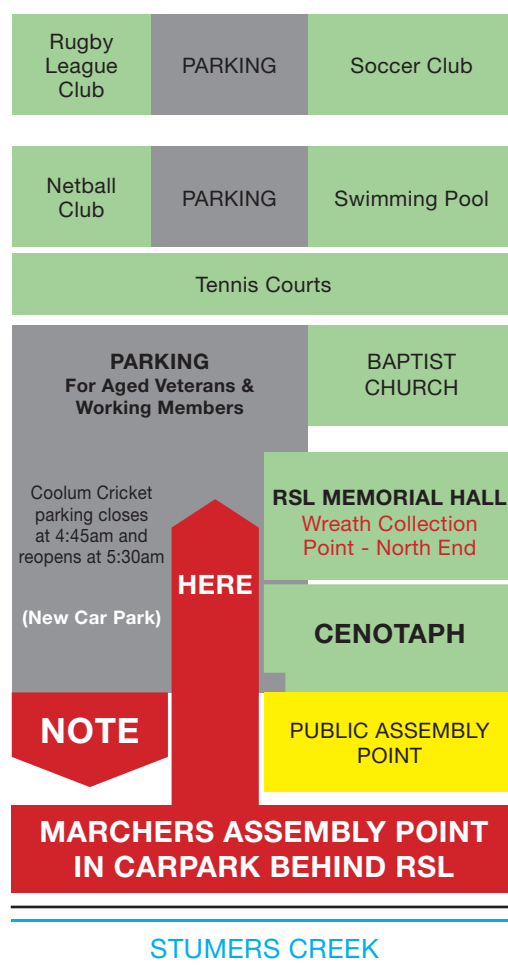 Rugby
League
Club
PARKING
Soccer Club
Netball
Club
PARKING
Swimming Pool
Tennis Courts
PARKING
For Aged Veterans &
Working Members
BAPTIST
CHURCH
Coolum Cricket
parking closes
at 4:45am and
reopens at 5:30am
(New Car Park)
HERE
RSL MEMORIAL HALL
Wreath Collection
Point - North End
CENOTAPH
NOTE
PUBLIC ASSEMBLY
POINT
MARCHERS ASSEMBLY POINT
IN CARPARK BEHIND RSL
STUMERS CREEK